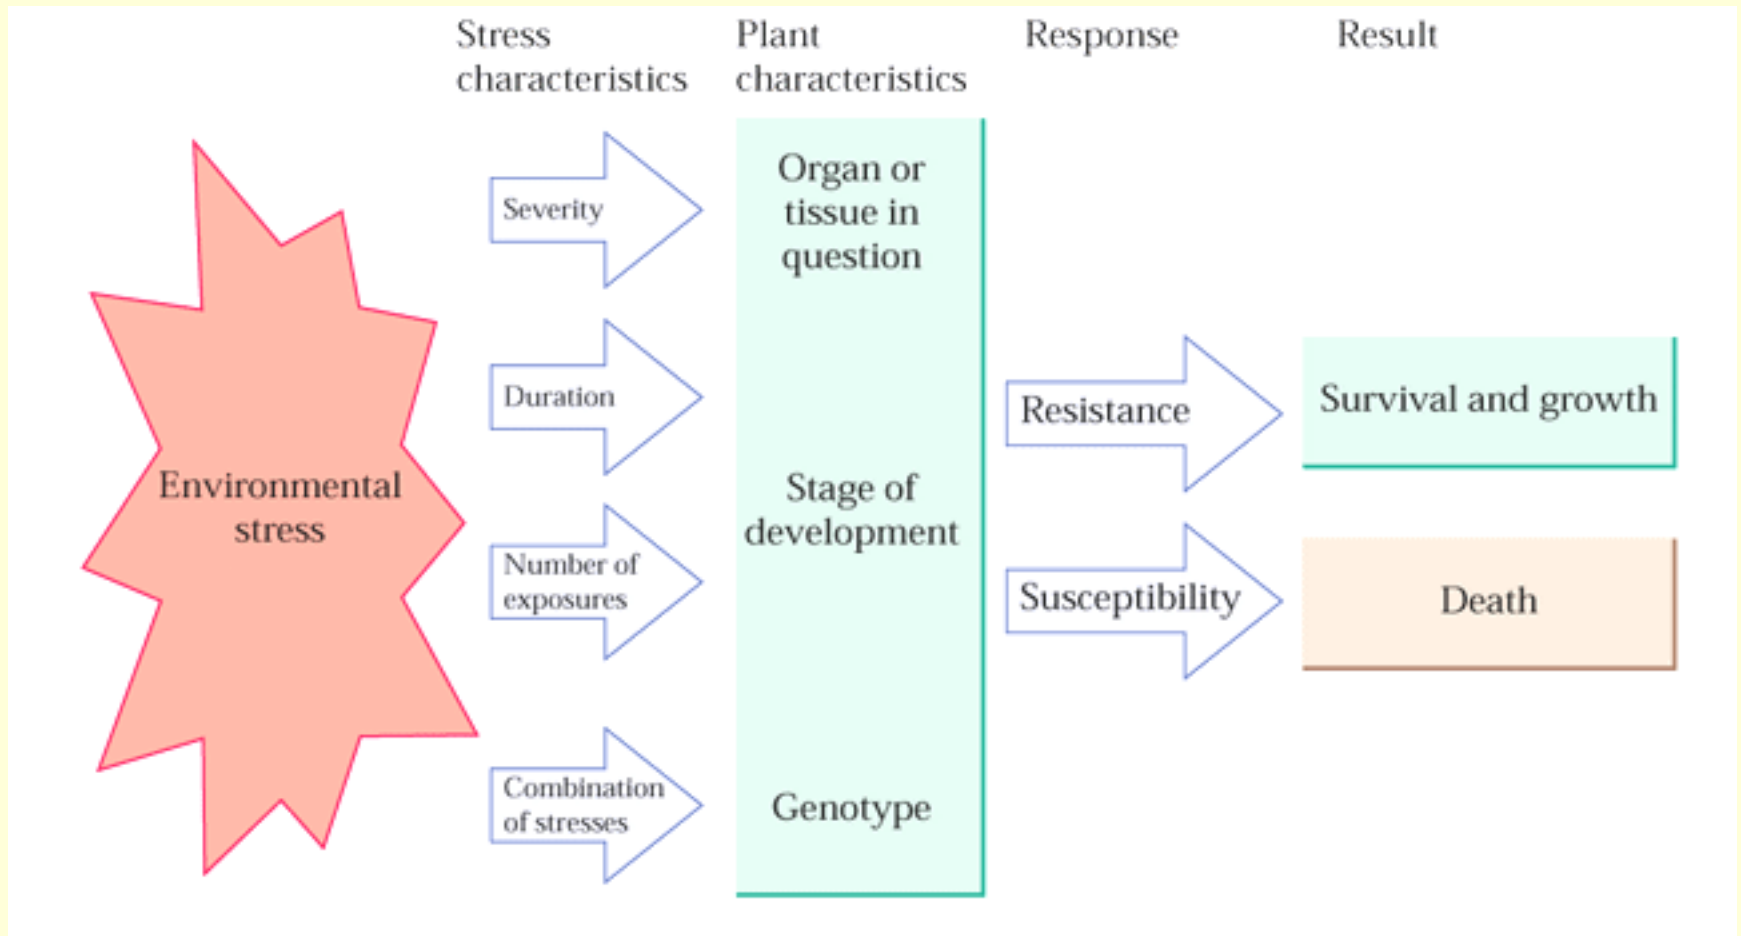 Stress
characteristics
Plant
characteristics
Response
Result
Environmental
stress
Severity
Duration
Number of
exposures
Combination
of stresses
Organ or
tissue in
question
Stage of
development
Genotype
Resistance
Susceptibility
Survival and growth
Death